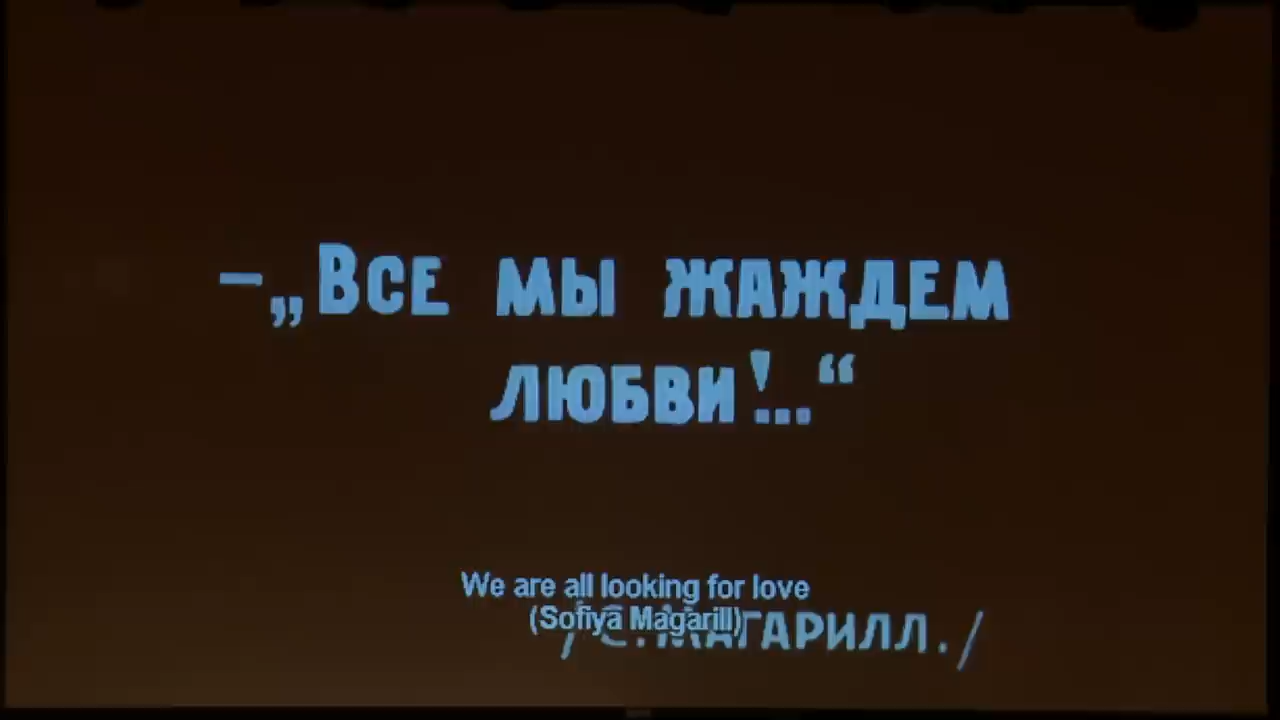 –„Все мы жаждем
любви!..“
We are all looking for love
(Sofiya Magarill)
/С. МАГАРИЛЛ./